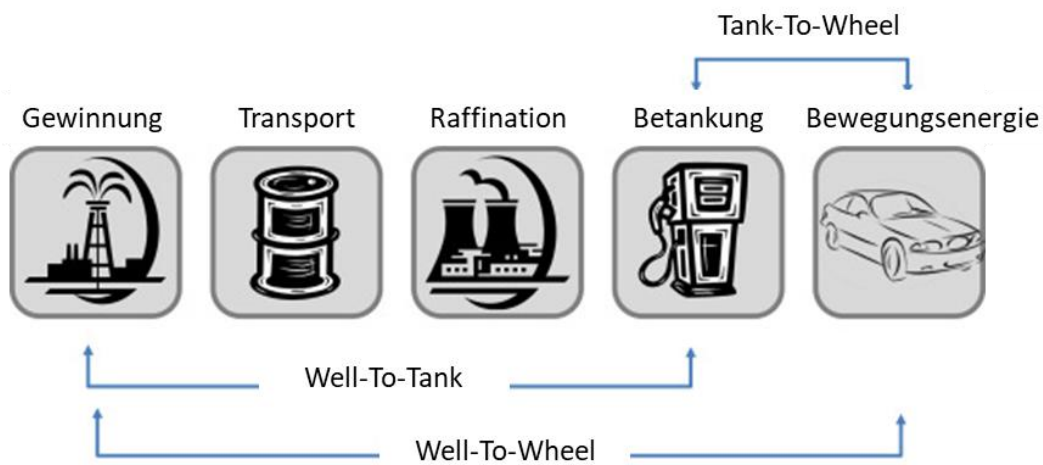 Tank-To-Wheel
Gewinnung
Transport
Raffination
Betankung
Bewegungsenergie
Well-To-Tank
Well-To-Wheel